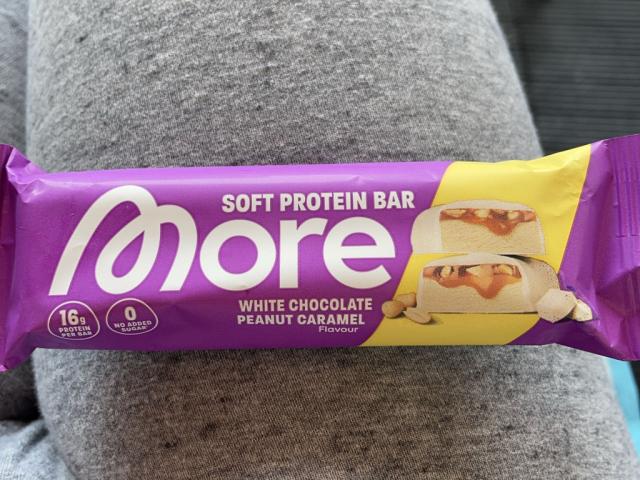 SOFT PROTEIN BAR
More
WHITE CHOCOLATE
PEANUT CARAMEL
Flavour
16g
PROTEIN
PER BAR
0
NO ADDED
SUGAR